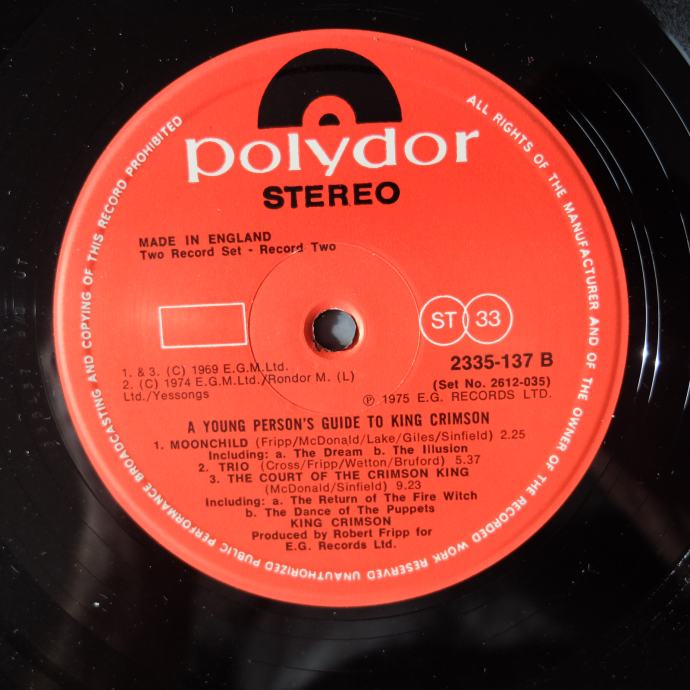 polydor
STEREO
MADE IN ENGLAND
Two Record Set - Record Two
ST 33
2335-137 B
(Set No. 2612-035)
1. & 3. (C) 1969 E.G.M.Ltd.
2. (C) 1974 E.G.M.Ltd./Rondor M. (L)
Ltd./Yessongs
℗ 1975 E.G. RECORDS LTD.
A YOUNG PERSON'S GUIDE TO KING CRIMSON
1. MOONCHILD (Fripp/McDonald/Lake/Giles/Sinfield) 2.25
Including: a. The Dream b. The Illusion
2. TRIO (Cross/Fripp/Wetton/Bruford) 5.37
3. THE COURT OF THE CRIMSON KING
(McDonald/Sinfield) 9.23
Including: a. The Return of The Fire Witch
b. The Dance of The Puppets
KING CRIMSON
Produced by Robert Fripp for
E.G. Records Ltd.
ALL RIGHTS OF THE MANUFACTURER AND OF THE OWNER OF THE RECORDED WORK RESERVED UNAUTHORIZED PUBLIC PERFORMANCE BROADCASTING AND COPYING OF THIS RECORD PROHIBITED